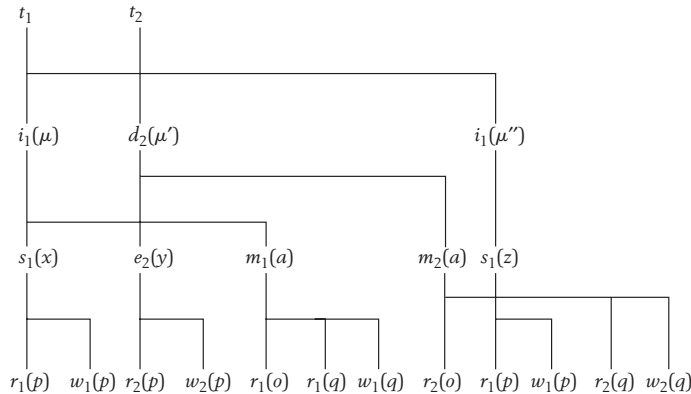 t₁ t₂
i₁(μ) d₂(μ′) i₁(μ″)
s₁(x) e₂(y) m₁(a) m₂(a) s₁(z)
r₁(p) w₁(p) r₂(p) w₂(p) r₁(o) r₁(q) w₁(q) r₂(o) r₁(p) w₁(p) r₂(q) w₂(q)